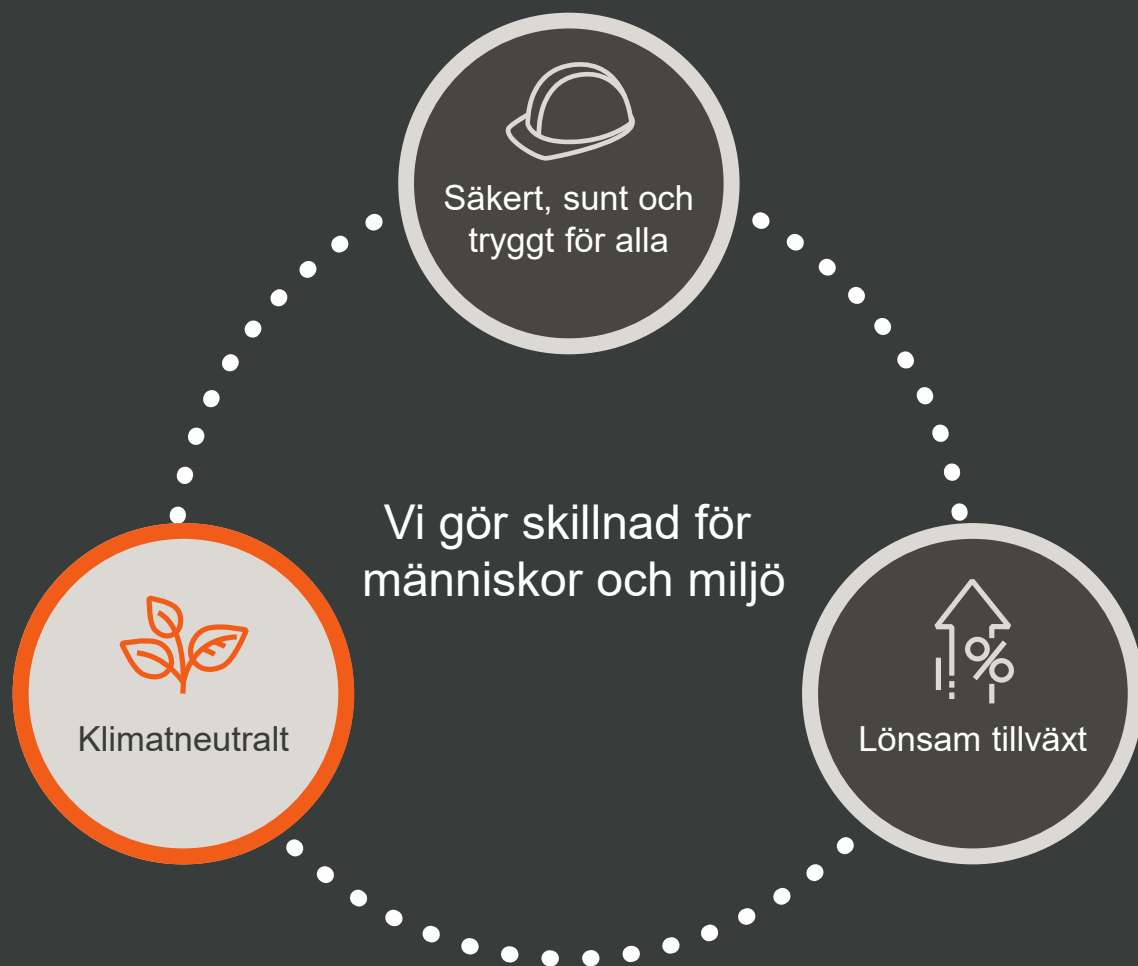 Säkert, sunt och
tryggt för alla
Vi gör skillnad för
människor och miljö
Klimatneutralt
Lönsam tillväxt